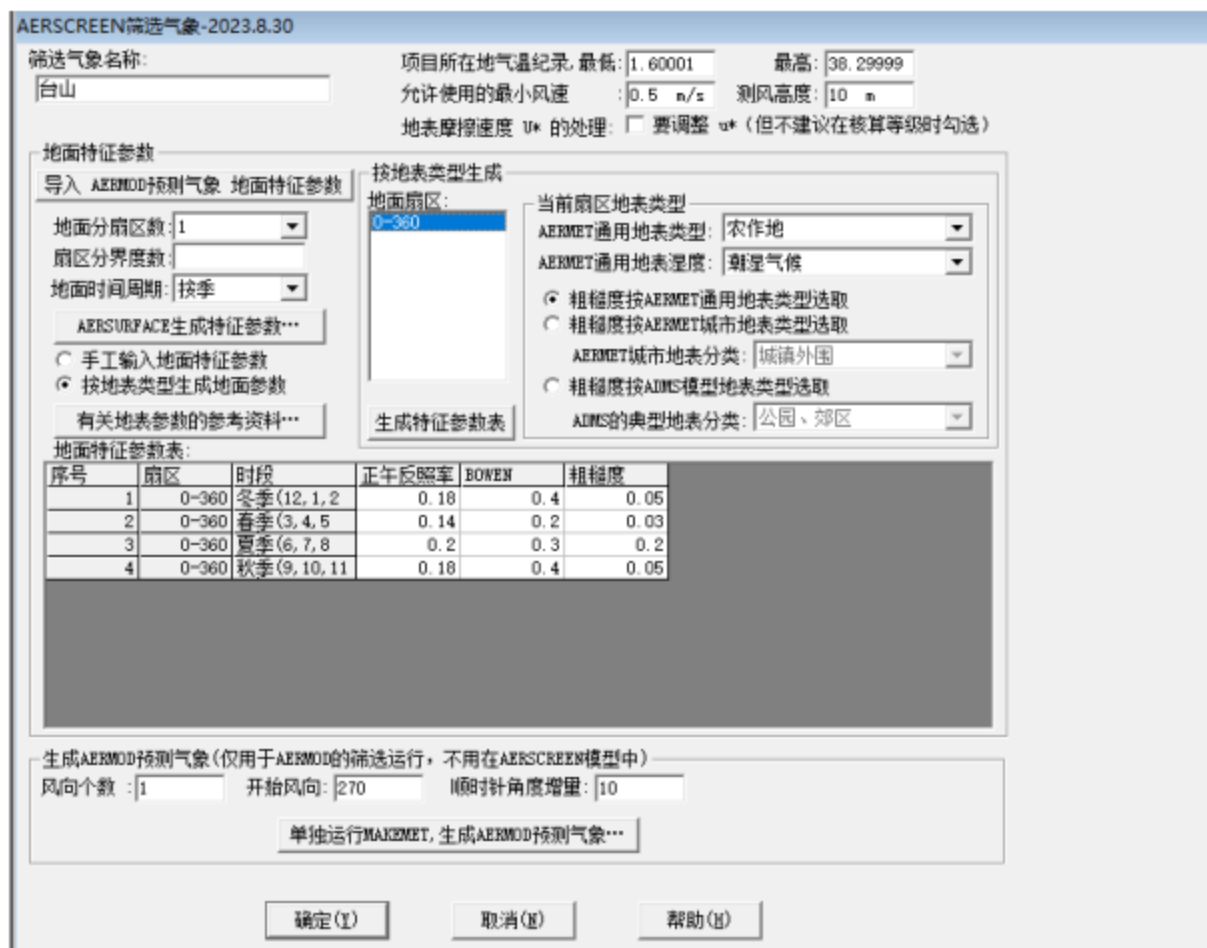 AERSCREEN筛选气象-2023.8.30
筛选气象名称:
台山
项目所在地气温纪录,最低: 1.60001 最高: 38.29999
允许使用的最小风速 : 0.5 m/s 测风高度: 10 m
地表摩擦速度 U* 的处理: 要调整 u*(但不建议在核算等级时勾选)
地面特征参数
导入 AERMOD预测气象 地面特征参数
地面分扇区数: 1
扇区分界度数:
地面时间周期: 按季
AERSURFACE生成特征参数…
手工输入地面特征参数
按地表类型生成地面参数
有关地表参数的参考资料…
按地表类型生成
地面扇区:
0-360
生成特征参数表
当前扇区地表类型
AERMET通用地表类型: 农作地
AERMET通用地表湿度: 潮湿气候
粗糙度按AERMET通用地表类型选取
粗糙度按AERMET城市地表类型选取
AERMET城市地表分类: 城镇外围
粗糙度按ADMS模型地表类型选取
ADMS的典型地表分类: 公园、郊区
地面特征参数表:
序号 扇区 时段 正午反照率 BOWEN 粗糙度
1 0-360 冬季(12,1,2 0.18 0.4 0.05
2 0-360 春季(3,4,5 0.14 0.2 0.03
3 0-360 夏季(6,7,8 0.2 0.3 0.2
4 0-360 秋季(9,10,11 0.18 0.4 0.05
生成AERMOD预测气象(仅用于AERMOD的筛选运行，不用在AERSCREEN模型中)
风向个数 : 1 开始风向: 270 顺时针角度增量: 10
单独运行MAKEMET,生成AERMOD预测气象…
确定(Y) 取消(N) 帮助(H)